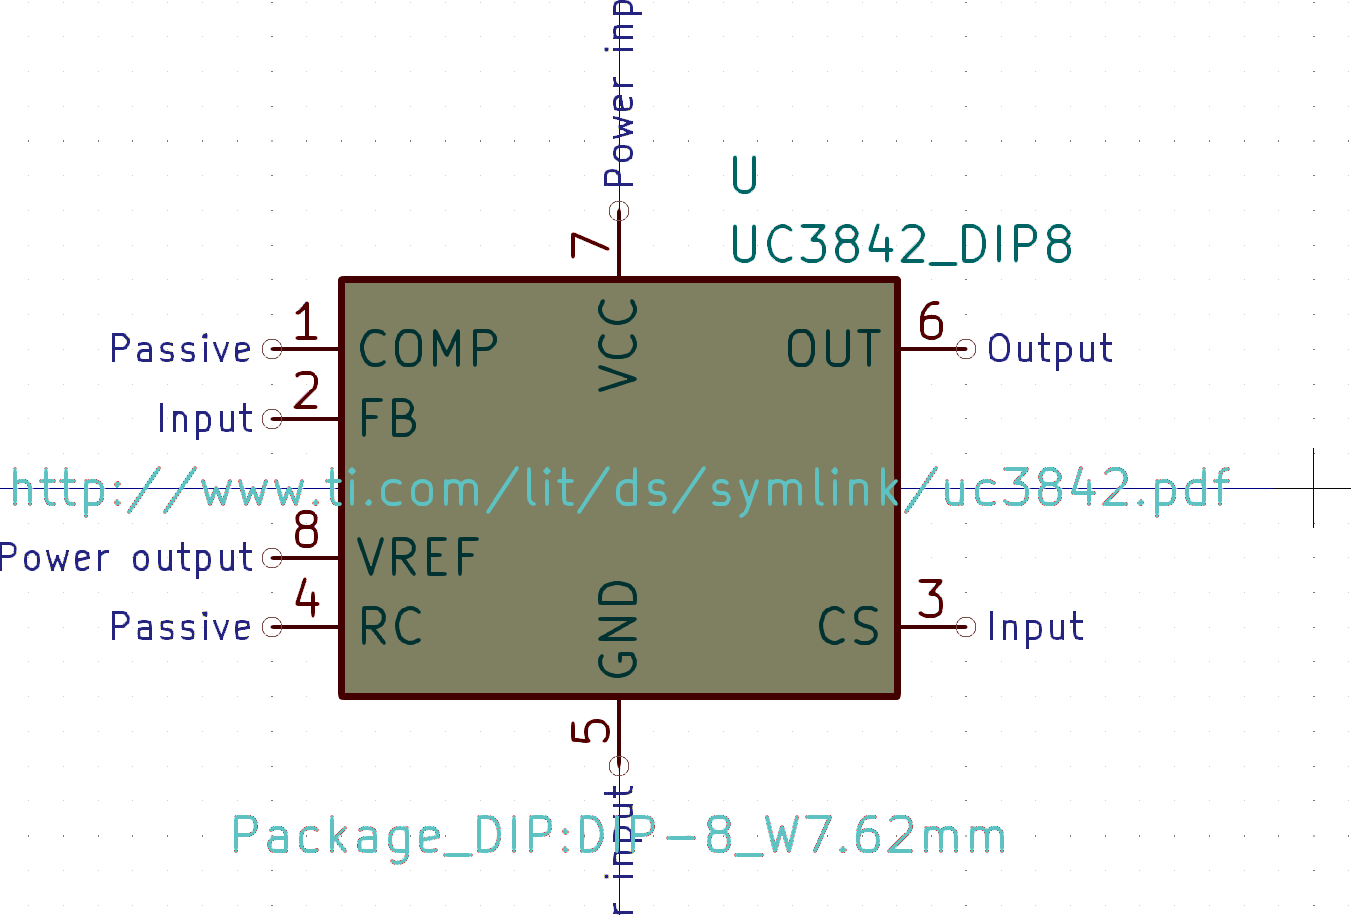 Power inp
U
7
UC3842_DIP8
1
6
Passive
COMP
VCC
OUT
Output
2
Input
FB
http://www.ti.com/lit/ds/symlink/uc3842.pdf
8
Power output
VREF
4
3
Passive
RC
GND
CS
Input
5
r input
Package_DIP:DIP-8_W7.62mm